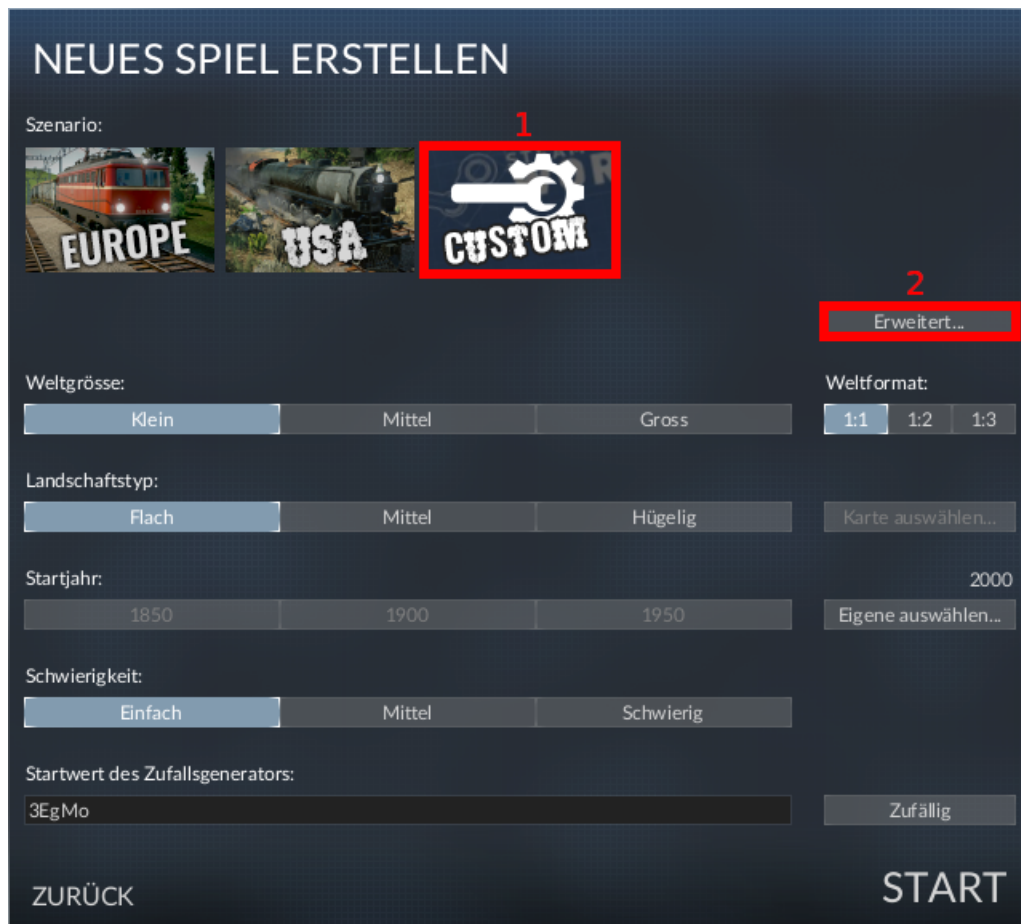 NEUES SPIEL ERSTELLEN
Szenario:
1
EUROPE
USA
CUSTOM
2
Erweitert...
Weltgrösse:
Weltformat:
Klein Mittel Gross
1:1 1:2 1:3
Landschaftstyp:
Flach Mittel Hügelig
Karte auswählen...
Startjahr:
2000
1850 1900 1950
Eigene auswählen...
Schwierigkeit:
Einfach Mittel Schwierig
Startwert des Zufallsgenerators:
3EgMo
Zufällig
ZURÜCK
START